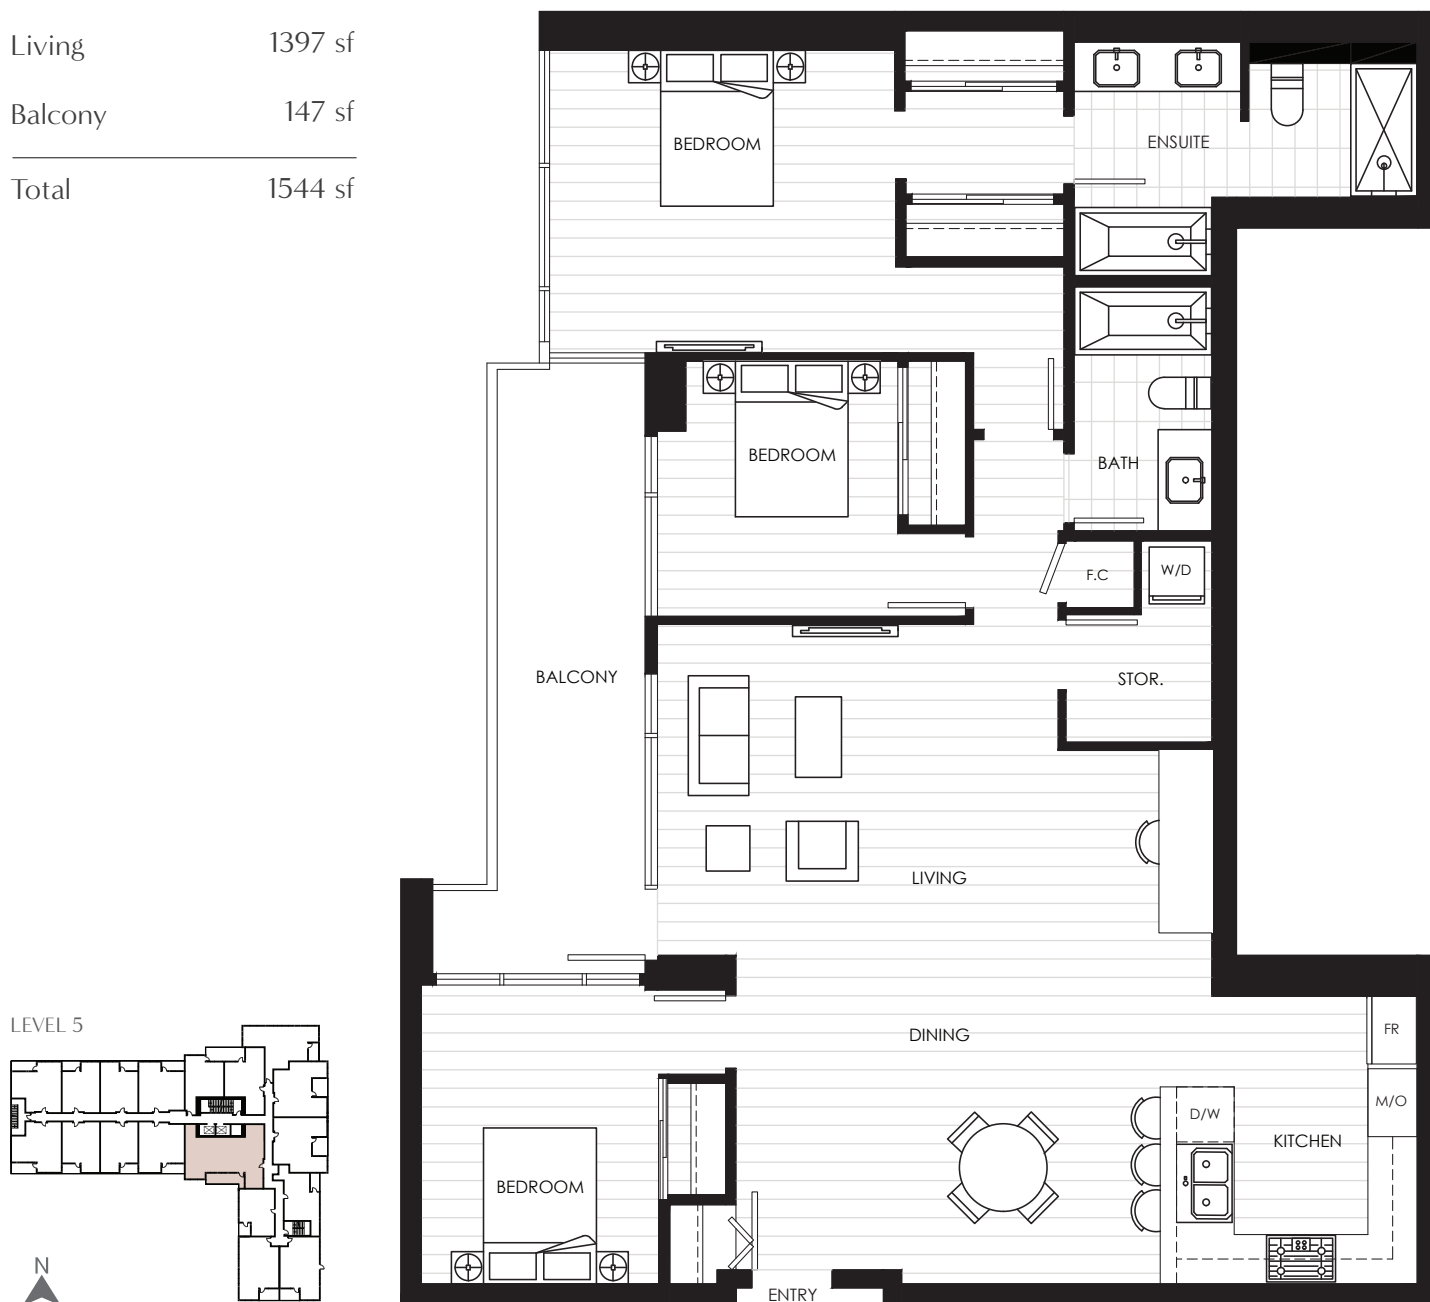 Living 1397 sf
Balcony 147 sf
Total 1544 sf
BEDROOM
ENSUITE
BEDROOM
BATH
F.C
W/D
BALCONY
STOR.
LIVING
DINING
FR
M/O
D/W
KITCHEN
BEDROOM
ENTRY
LEVEL 5
N